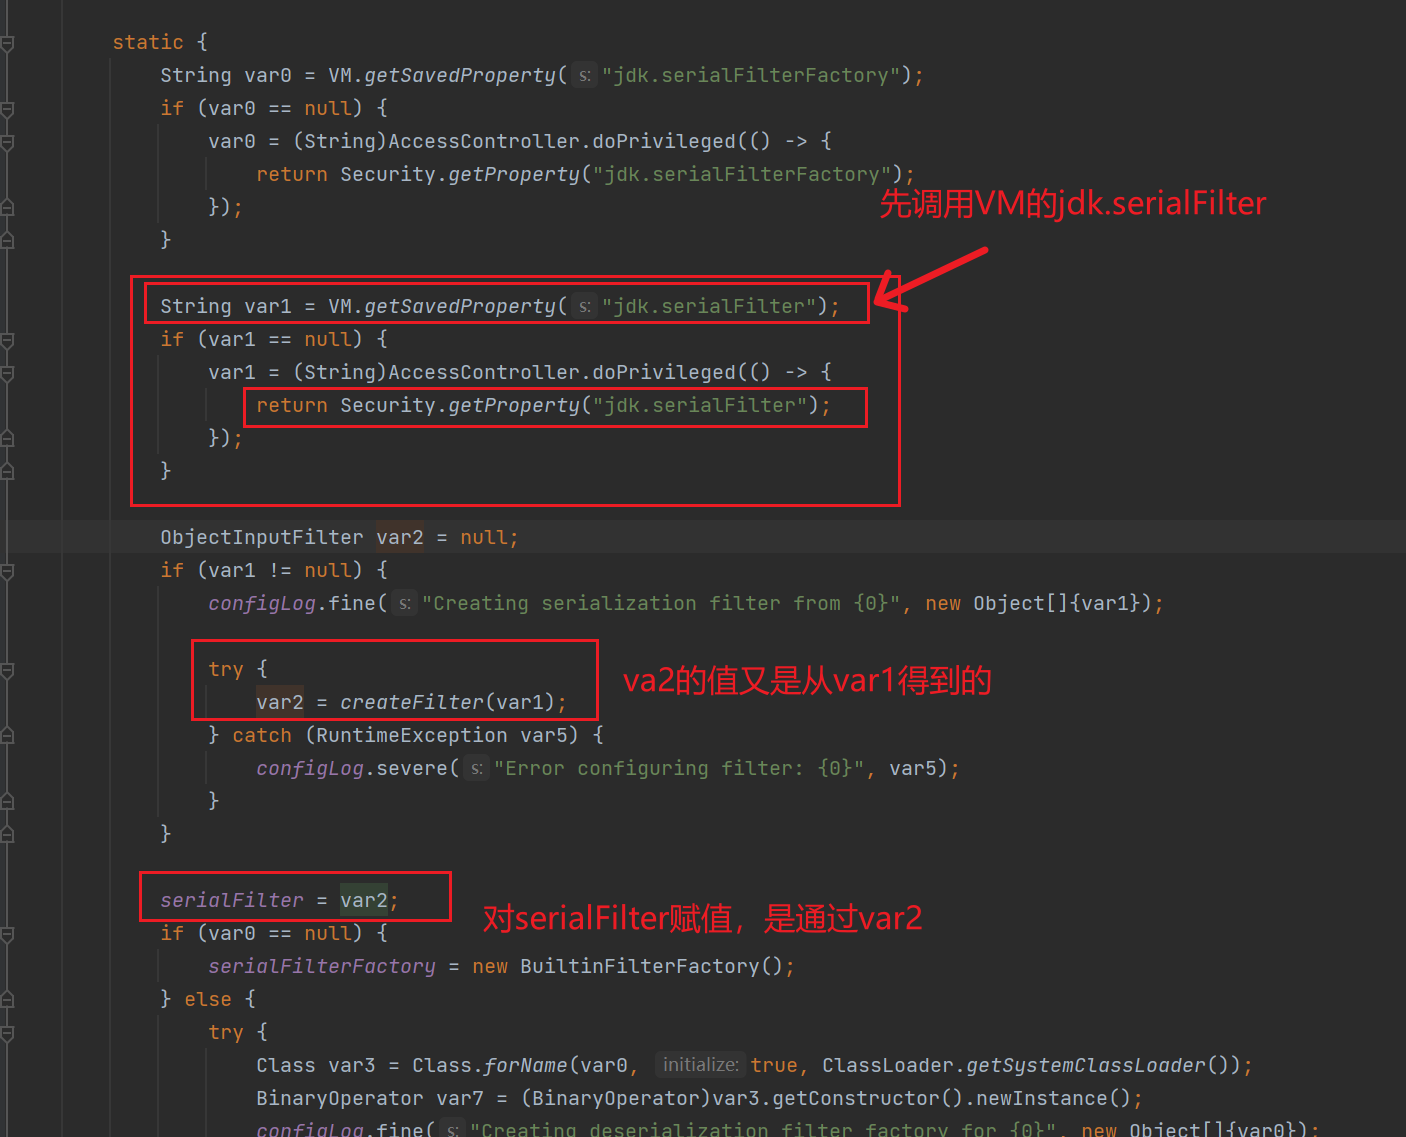 static {
String var0 = VM.getSavedProperty( s: "jdk.serialFilterFactory");
if (var0 == null) {
var0 = (String)AccessController.doPrivileged(() -> {
return Security.getProperty("jdk.serialFilterFactory");
});
先调用VM的jdk.serialFilter
}
String var1 = VM.getSavedProperty( s: "jdk.serialFilter");
if (var1 == null) {
var1 = (String)AccessController.doPrivileged(() -> {
return Security.getProperty("jdk.serialFilter");
});
}
ObjectInputFilter var2 = null;
if (var1 != null) {
configLog.fine( s: "Creating serialization filter from {0}", new Object[]{var1});
try {
va2的值又是从var1得到的
var2 = createFilter(var1);
} catch (RuntimeException var5) {
configLog.severe( s: "Error configuring filter: {0}", var5);
}
}
serialFilter = var2;
对serialFilter赋值，是通过var2
if (var0 == null) {
serialFilterFactory = new BuiltinFilterFactory();
} else {
try {
Class var3 = Class.forName(var0, initialize: true, ClassLoader.getSystemClassLoader());
BinaryOperator var7 = (BinaryOperator)var3.getConstructor().newInstance();
configLog.fine( s: "Creating deserialization filter factory for {0}", new Object[]{var0});